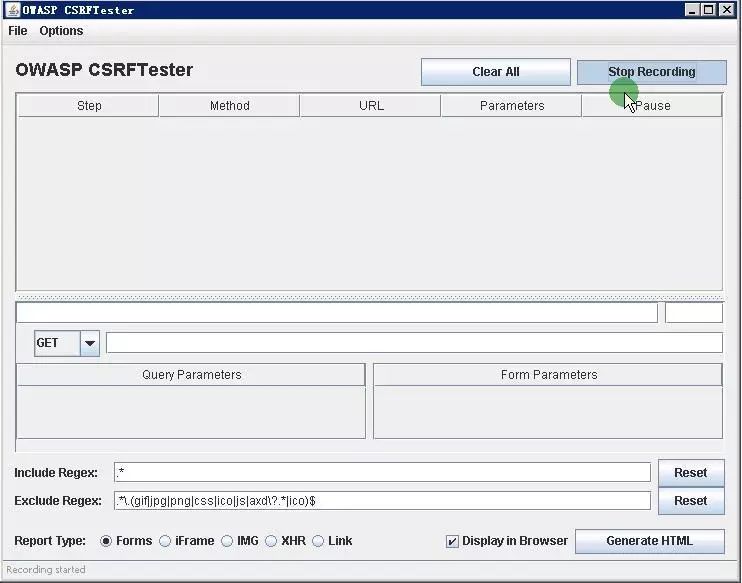 OWASP CSRFTester
File Options
OWASP CSRFTester Clear All Stop Recording
Step Method URL Parameters Pause
GET
Query Parameters Form Parameters
Include Regex: .* Reset
Exclude Regex: .*\.(gif|jpg|png|css|ico|js|axd\?.*|ico)$ Reset
Report Type: Forms iFrame IMG XHR Link Display in Browser Generate HTML
Recording started